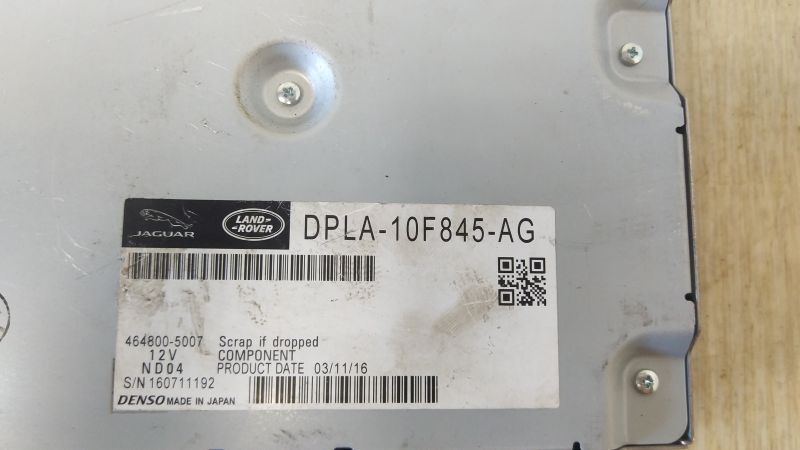 JAGUAR
LAND-
-ROVER
DPLA-10F845-AG
464800-5007 Scrap if dropped
12V COMPONENT
ND04 PRODUCT DATE 03/11/16
S/N 160711192
DENSO MADE IN JAPAN